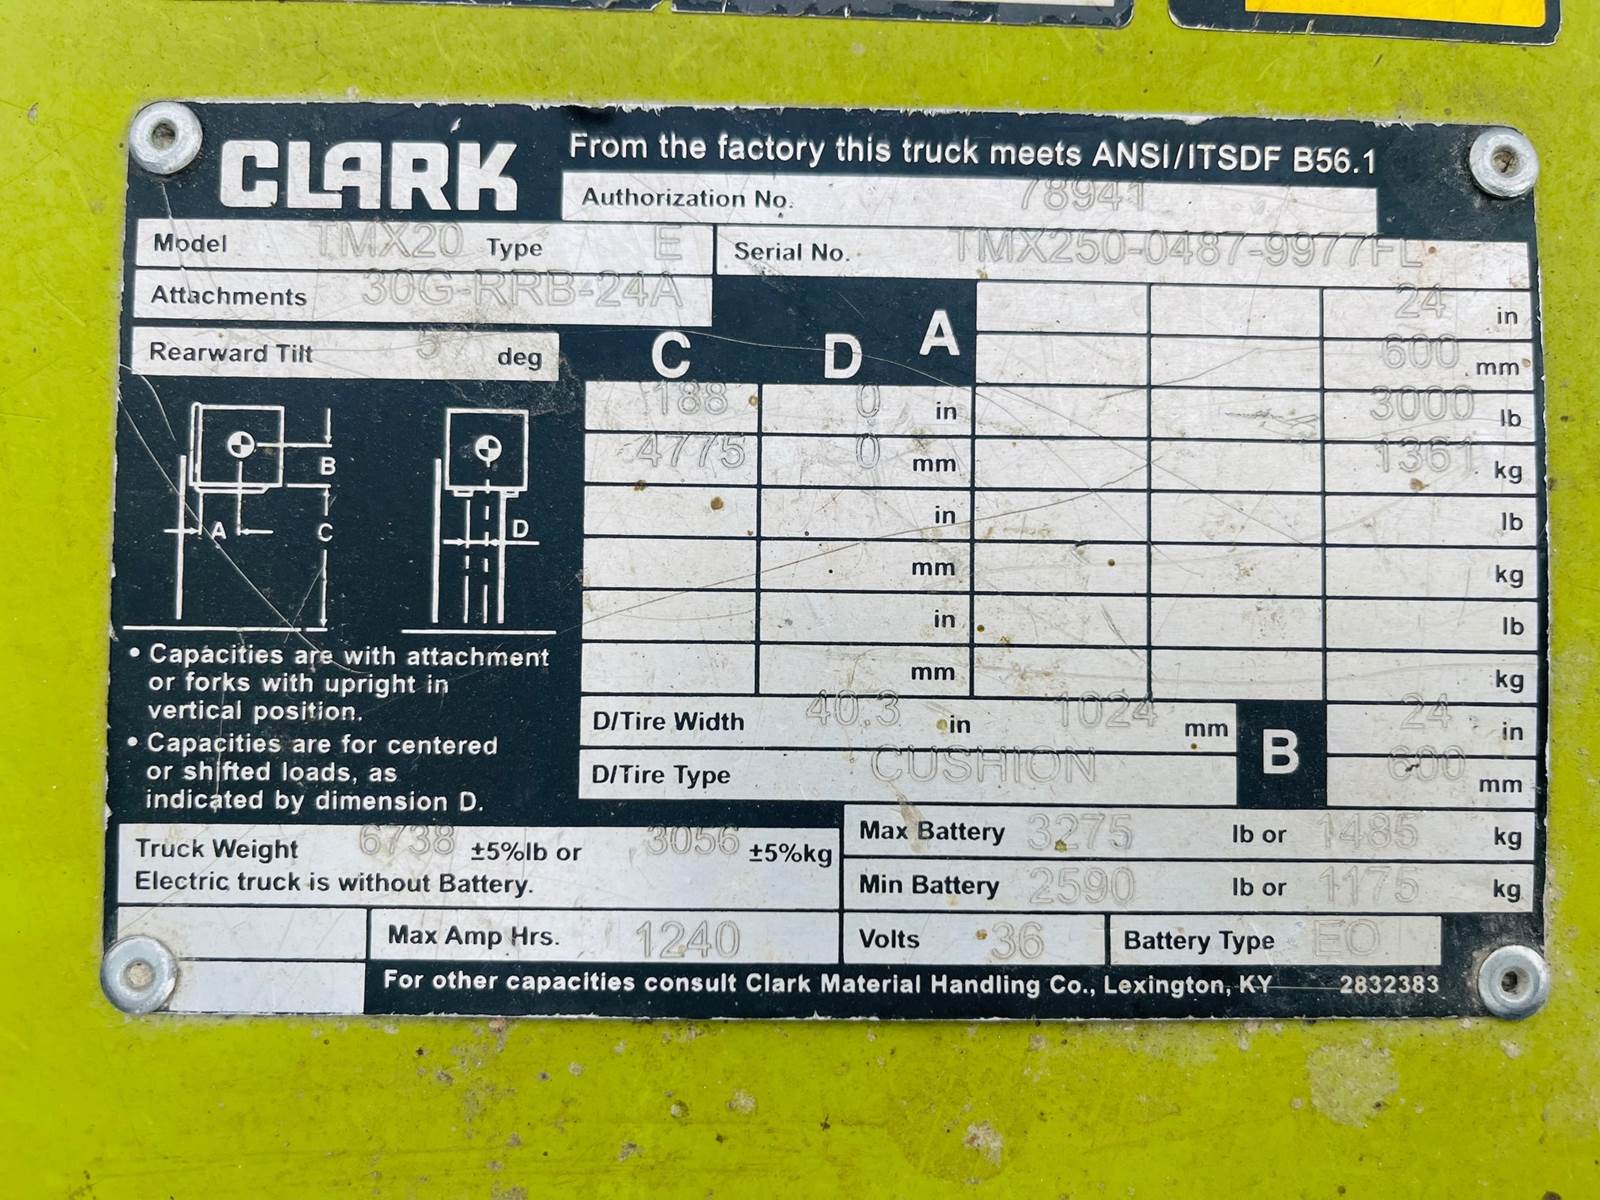 CLARK
From the factory this truck meets ANSI/ITSDF B56.1
Authorization No. 78941
Model TMX20 Type E
Serial No. TMX250-0487-9977FL
Attachments 30G-RRB-24A
Rearward Tilt 5 deg
C D A
24 in
600 mm
188 0 in 3000 lb
4775 0 mm 1361 kg
in lb
mm kg
in lb
mm kg
B
A C
D
• Capacities are with attachment
or forks with upright in
vertical position.
• Capacities are for centered
or shifted loads, as
indicated by dimension D.
D/Tire Width 40.3 in 1024 mm
D/Tire Type CUSHION
B
24 in
600 mm
Truck Weight 6738 ±5%lb or 3056 ±5%kg
Electric truck is without Battery.
Max Battery 3275 lb or 1485 kg
Min Battery 2590 lb or 1175 kg
Max Amp Hrs. 1240
Volts 36
Battery Type EO
For other capacities consult Clark Material Handling Co., Lexington, KY 2832383